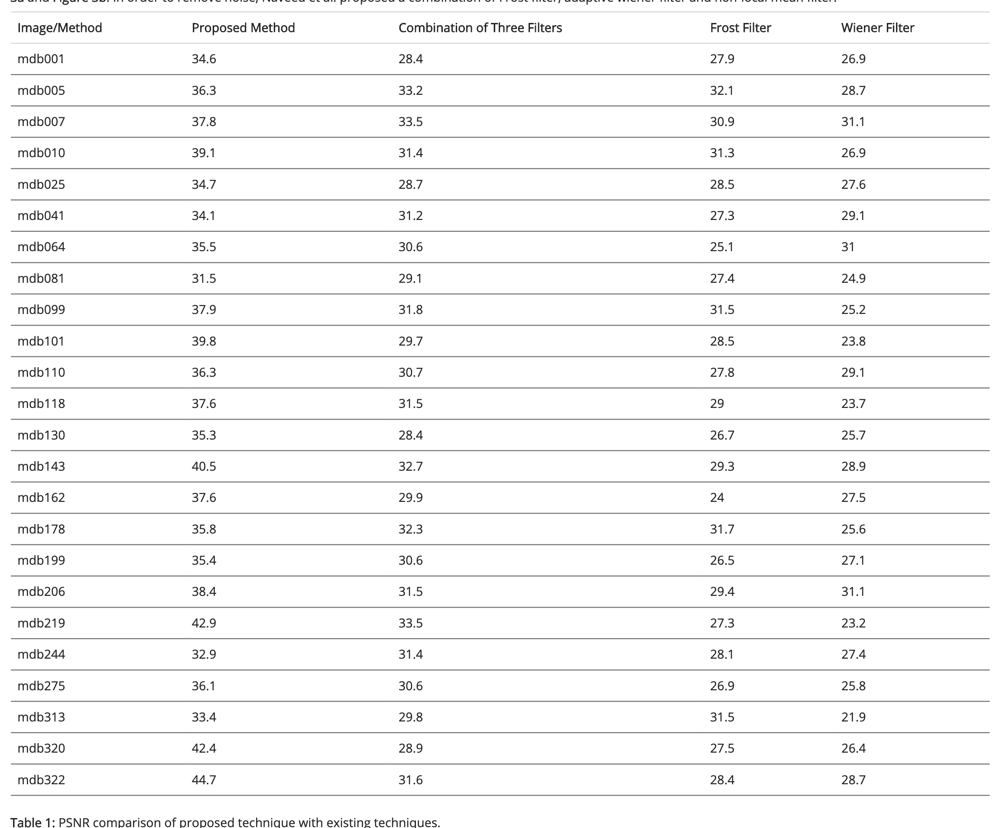 3a and Figure 3b. In order to remove noise, Naveed et al. proposed a combination of Frost filter, adaptive wiener filter and non local mean filter.
Image/Method Proposed Method Combination of Three Filters Frost Filter Wiener Filter
mdb001 34.6 28.4 27.9 26.9
mdb005 36.3 33.2 32.1 28.7
mdb007 37.8 33.5 30.9 31.1
mdb010 39.1 31.4 31.3 26.9
mdb025 34.7 28.7 28.5 27.6
mdb041 34.1 31.2 27.3 29.1
mdb064 35.5 30.6 25.1 31
mdb081 31.5 29.1 27.4 24.9
mdb099 37.9 31.8 31.5 25.2
mdb101 39.8 29.7 28.5 23.8
mdb110 36.3 30.7 27.8 29.1
mdb118 37.6 31.5 29 23.7
mdb130 35.3 28.4 26.7 25.7
mdb143 40.5 32.7 29.3 28.9
mdb162 37.6 29.9 24 27.5
mdb178 35.8 32.3 31.7 25.6
mdb199 35.4 30.6 26.5 27.1
mdb206 38.4 31.5 29.4 31.1
mdb219 42.9 33.5 27.3 23.2
mdb244 32.9 31.4 28.1 27.4
mdb275 36.1 30.6 26.9 25.8
mdb313 33.4 29.8 31.5 21.9
mdb320 42.4 28.9 27.5 26.4
mdb322 44.7 31.6 28.4 28.7
Table 1: PSNR comparison of proposed technique with existing techniques.